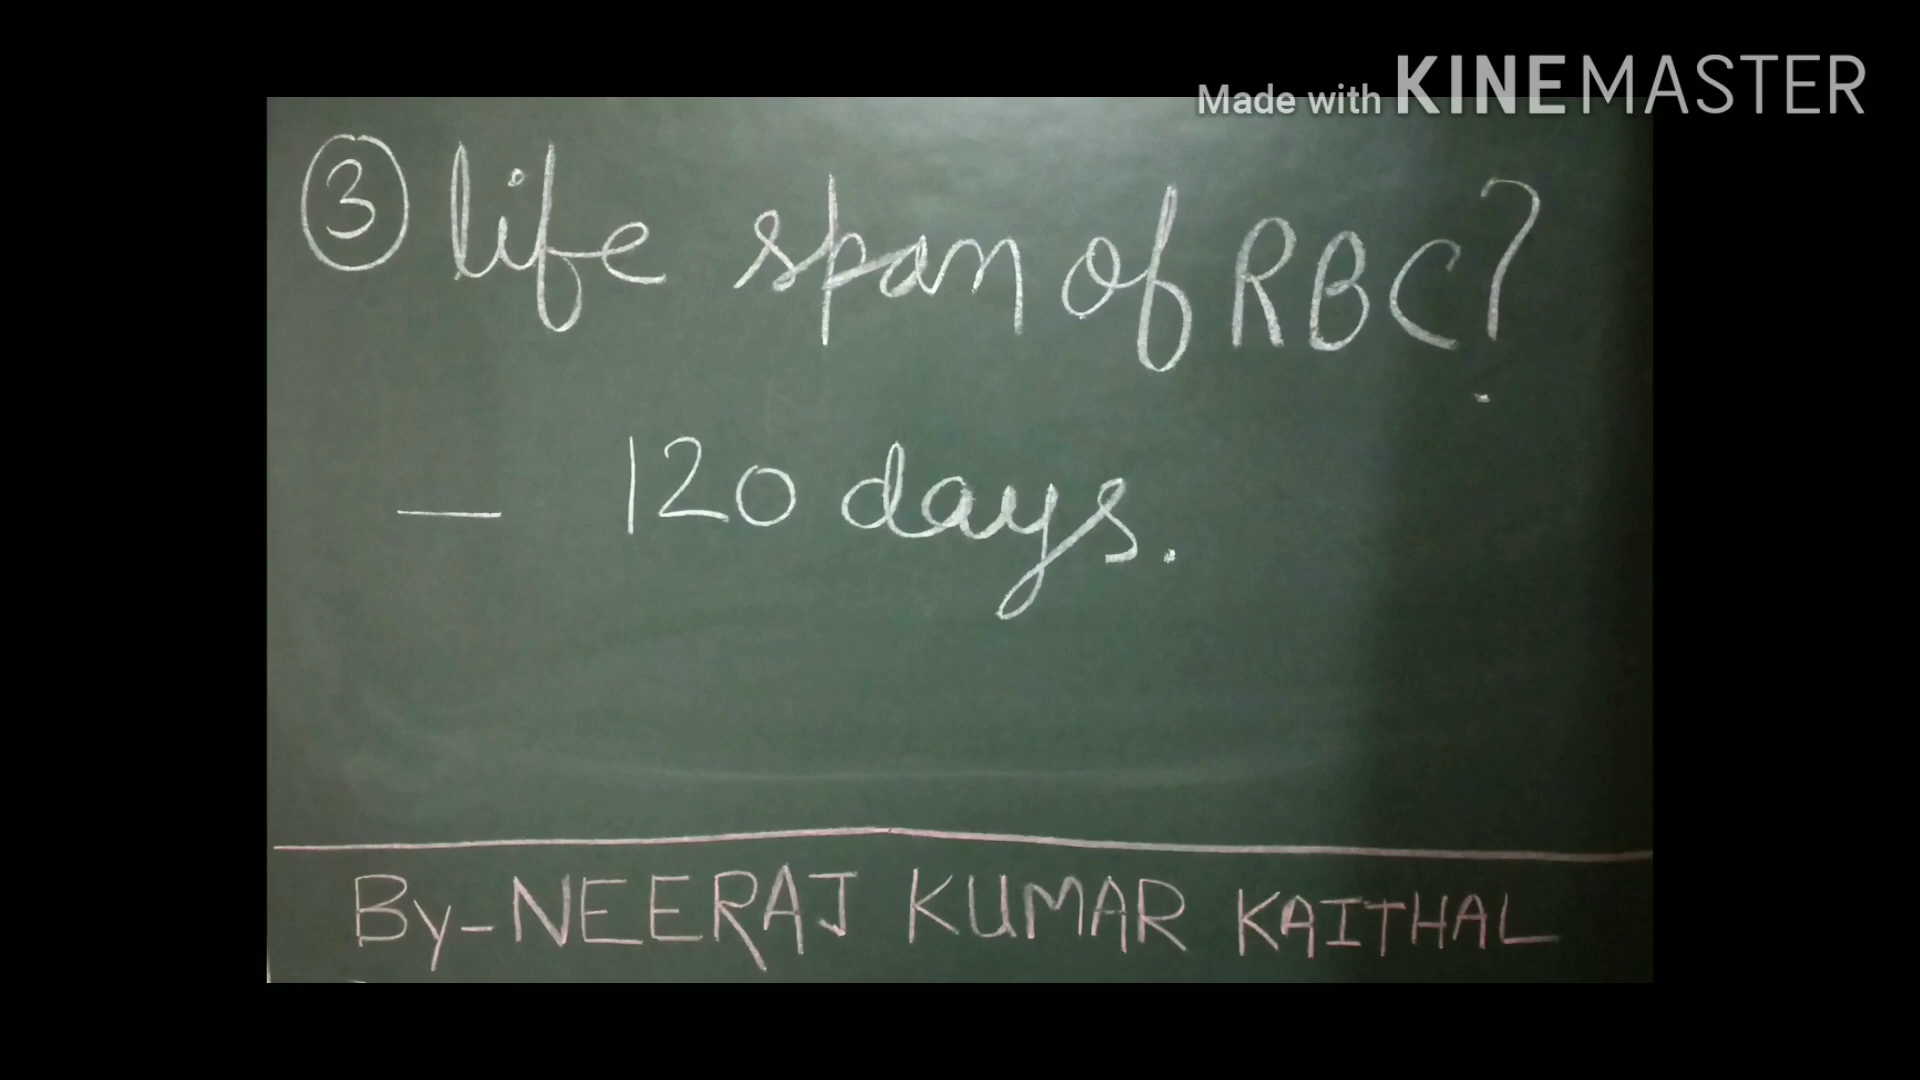 Made with KINEMASTER
③ life span of RBC?
— 120 days.
By-NEERAJ KUMAR KAITHAL